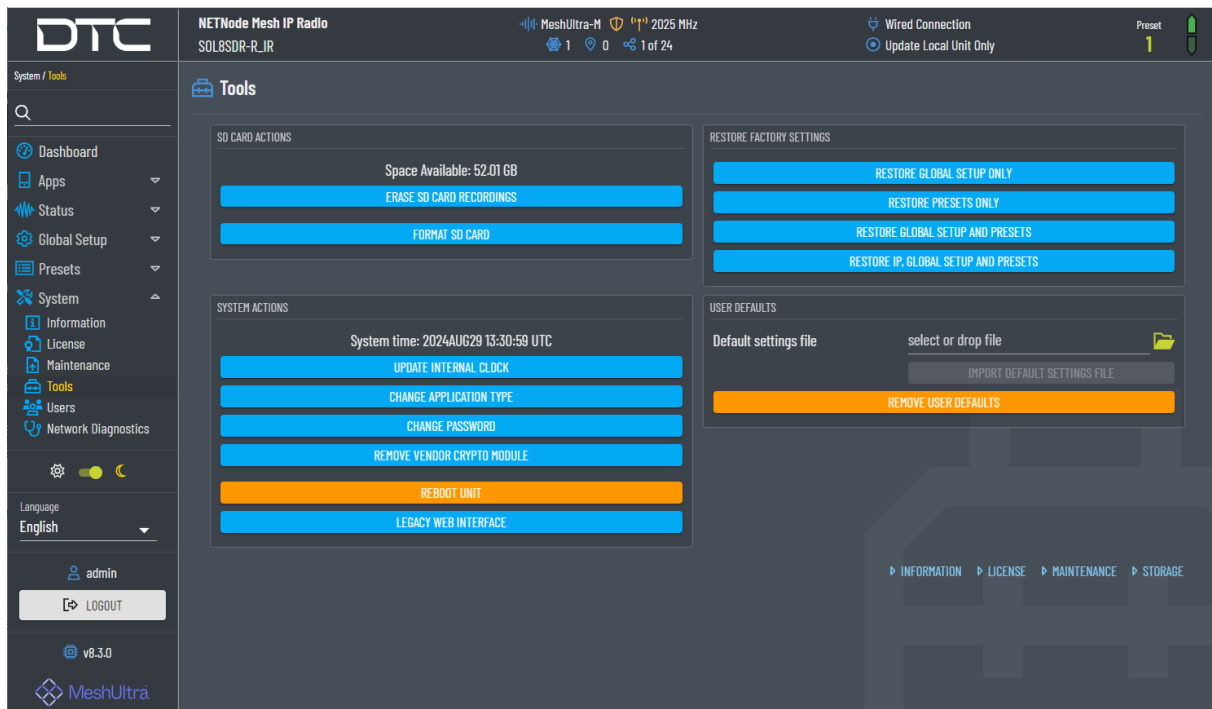 DTC
NETNode Mesh IP Radio
SOL8SDR-R_IR
MeshUltra-M 2025 MHz
1 0 1 of 24
Wired Connection
Update Local Unit Only
Preset
1
System / Tools
Dashboard
Apps
Status
Global Setup
Presets
System
Information
License
Maintenance
Tools
Users
Network Diagnostics
Language
English
admin
LOGOUT
v8.3.0
MeshUltra
Tools
SD CARD ACTIONS
Space Available: 52.01 GB
ERASE SD CARD RECORDINGS
FORMAT SD CARD
RESTORE FACTORY SETTINGS
RESTORE GLOBAL SETUP ONLY
RESTORE PRESETS ONLY
RESTORE GLOBAL SETUP AND PRESETS
RESTORE IP, GLOBAL SETUP AND PRESETS
SYSTEM ACTIONS
System time: 2024AUG29 13:30:59 UTC
UPDATE INTERNAL CLOCK
CHANGE APPLICATION TYPE
CHANGE PASSWORD
REMOVE VENDOR CRYPTO MODULE
REBOOT UNIT
LEGACY WEB INTERFACE
USER DEFAULTS
Default settings file select or drop file
IMPORT DEFAULT SETTINGS FILE
REMOVE USER DEFAULTS
INFORMATION LICENSE MAINTENANCE STORAGE